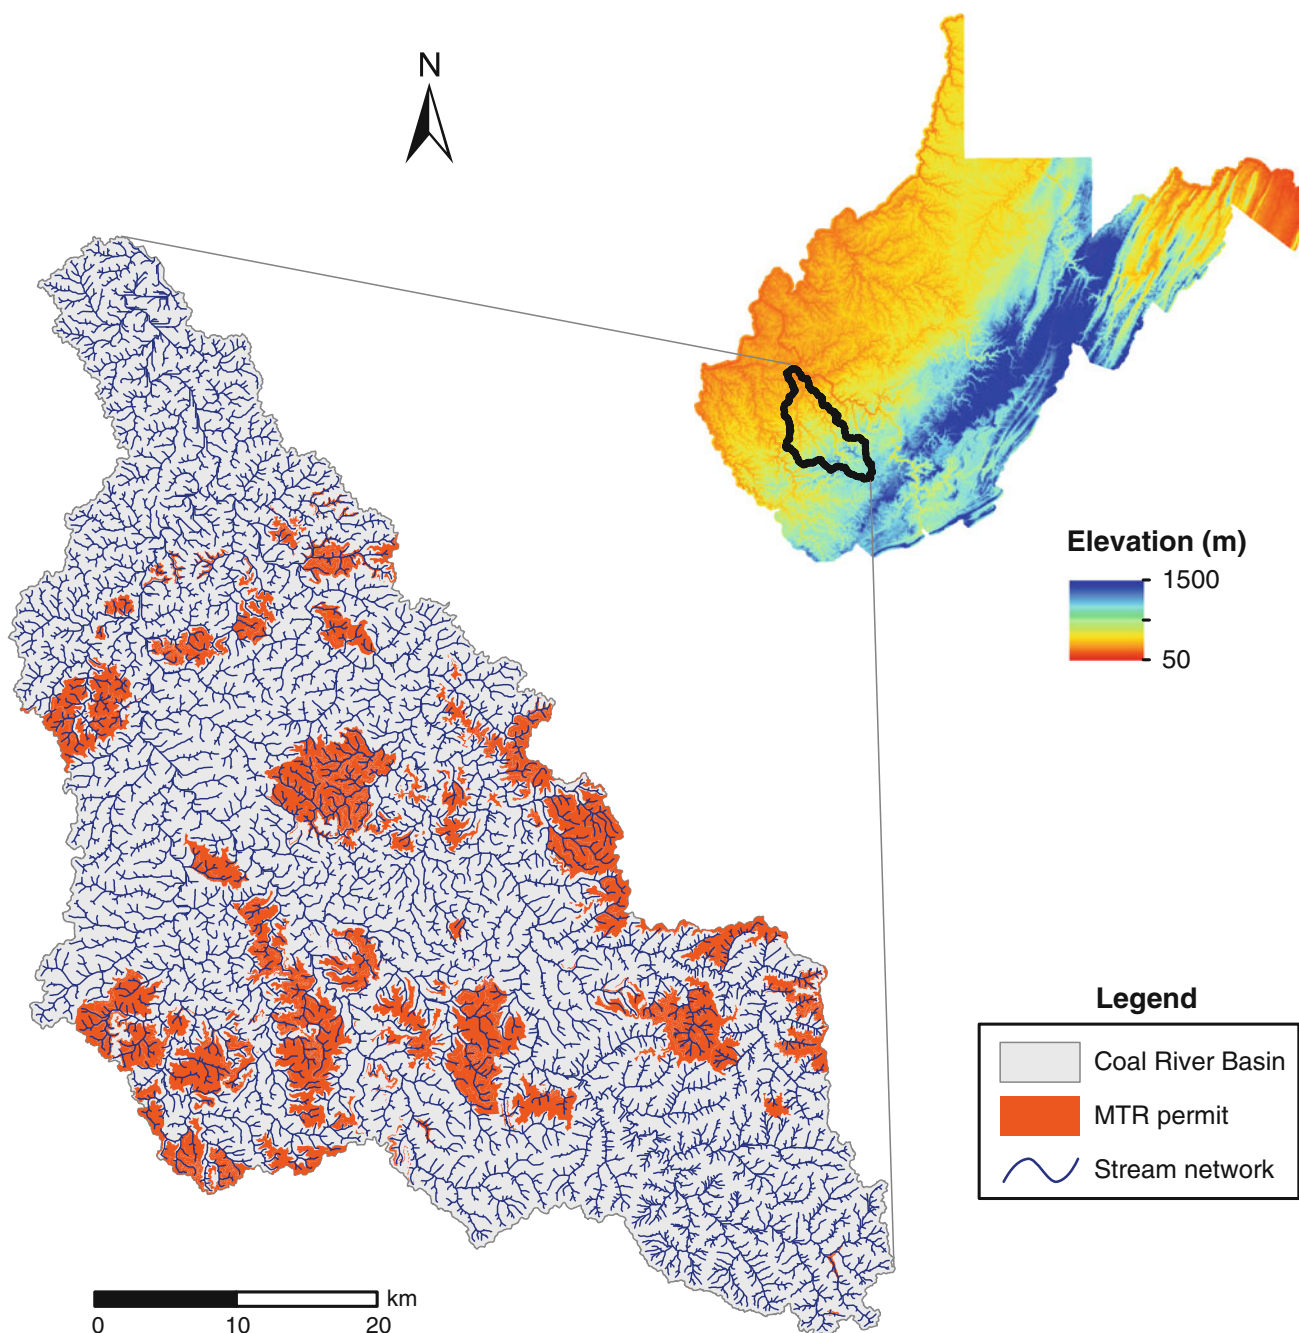 N
Elevation (m)
1500
50
Legend
Coal River Basin
MTR permit
Stream network
km
0 10 20